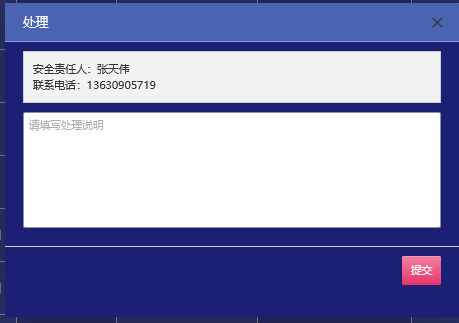 处理
安全责任人：张天伟
联系电话：13630905719
请填写处理说明
提交